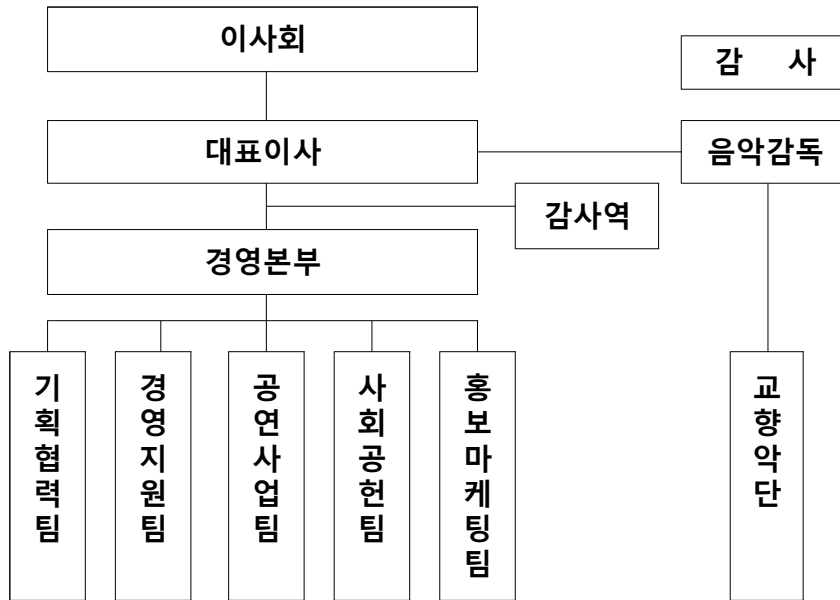 이사회
감 사
대표이사
음악감독
감사역
경영본부
기획협력팀
경영지원팀
공연사업팀
사회공헌팀
홍보마케팅팀
교향악단